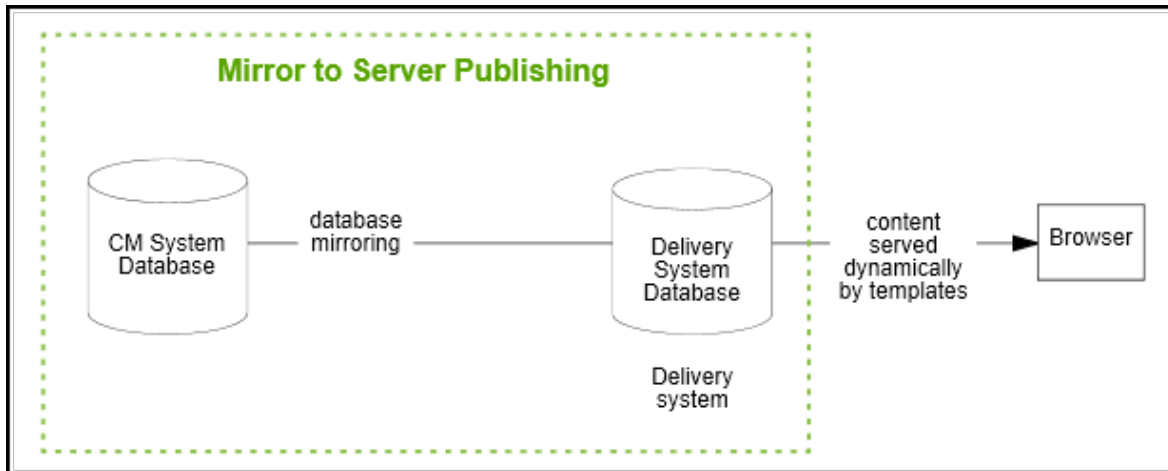 Mirror to Server Publishing
CM System
Database
database
mirroring
Delivery
System
Database
content
served
dynamically
by templates
Browser
Delivery
system